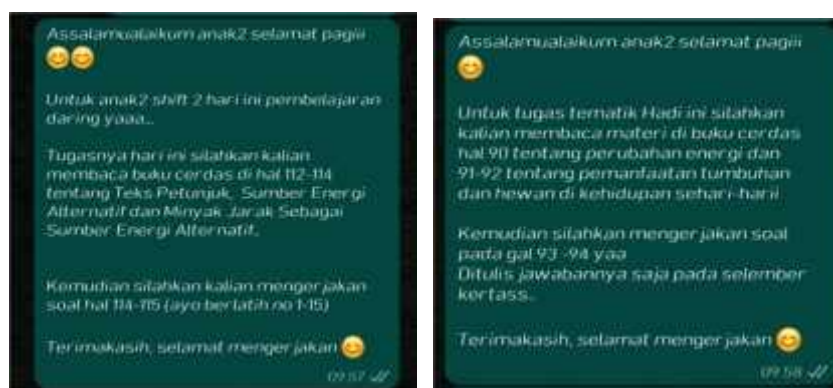 Assalamualaikum anak2 selamat pagiii
😊😊
Untuk anak2 shift 2 hari ini pembelajaran
daring yaaa..
Tugasnya hari ini silahkan kalian
membaca buku cerdas di hal 112-114
tentang Teks Petunjuk, Sumber Energi
Alternatif dan Minyak Jarak Sebagai
Sumber Energi Alternatif..
Kemudian silahkan kalian mengerjakan
soal hal 114-115 (ayo berlatih no 1-15)
Terimakasih, selamat mengerjakan 😊
09.57
Assalamualaikum anak2 selamat pagiii
😊
Untuk tugas tematik Hadi ini silahkan
kalian membaca materi di buku cerdas
hal 90 tentang perubahan energi dan
91-92 tentang pemanfaatan tumbuhan
dan hewan di kehidupan sehari-harii
Kemudian silahkan mengerjakan soal
pada gal 93 -94 yaa
Ditulis jawabannya saja pada selember
kertass..
Terimakasih, selamat mengerjakan 😊
09.58